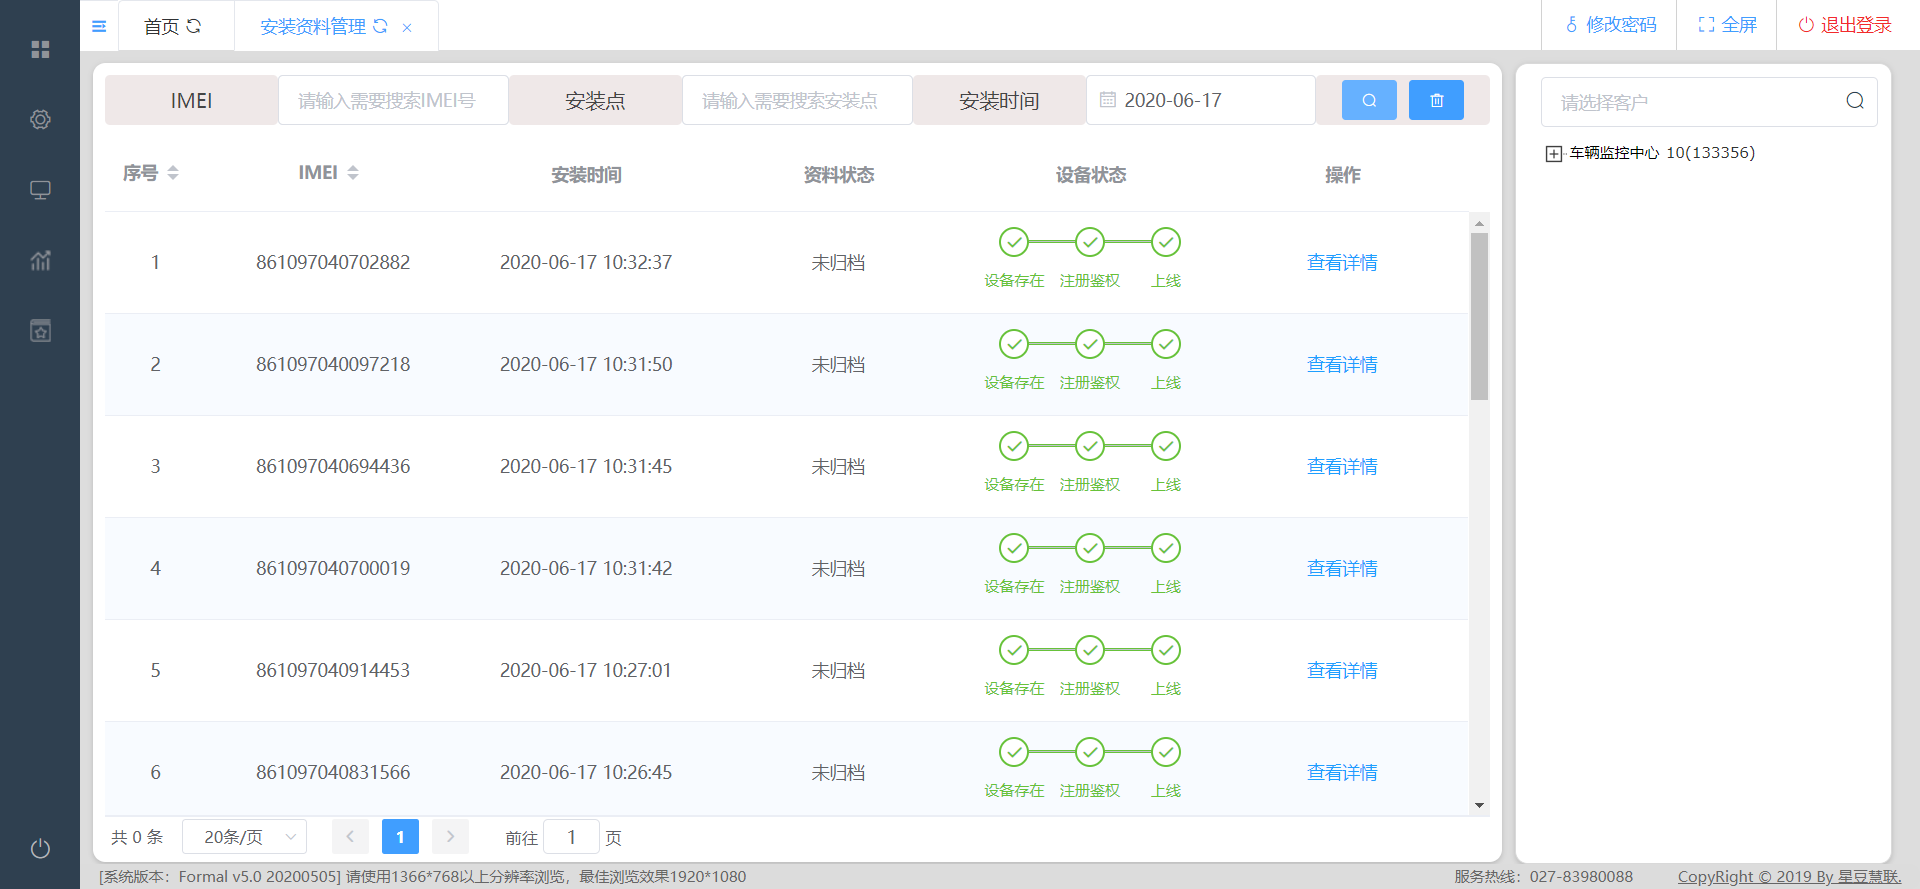 首页
安装资料管理
修改密码
全屏
退出登录
IMEI
请输入需要搜索IMEI号
安装点
请输入需要搜索安装点
安装时间
2020-06-17
请选择客户
车辆监控中心 10(133356)
序号 IMEI 安装时间 资料状态 设备状态 操作
1 861097040702882 2020-06-17 10:32:37 未归档 设备存在 注册鉴权 上线 查看详情
2 861097040097218 2020-06-17 10:31:50 未归档 设备存在 注册鉴权 上线 查看详情
3 861097040694436 2020-06-17 10:31:45 未归档 设备存在 注册鉴权 上线 查看详情
4 861097040700019 2020-06-17 10:31:42 未归档 设备存在 注册鉴权 上线 查看详情
5 861097040914453 2020-06-17 10:27:01 未归档 设备存在 注册鉴权 上线 查看详情
6 861097040831566 2020-06-17 10:26:45 未归档 设备存在 注册鉴权 上线 查看详情
共 0 条 20条/页 1 前往 1 页
[系统版本：Formal v5.0 20200505] 请使用1366*768以上分辨率浏览，最佳浏览效果1920*1080
服务热线：027-83980088
CopyRight © 2019 By 星豆慧联.